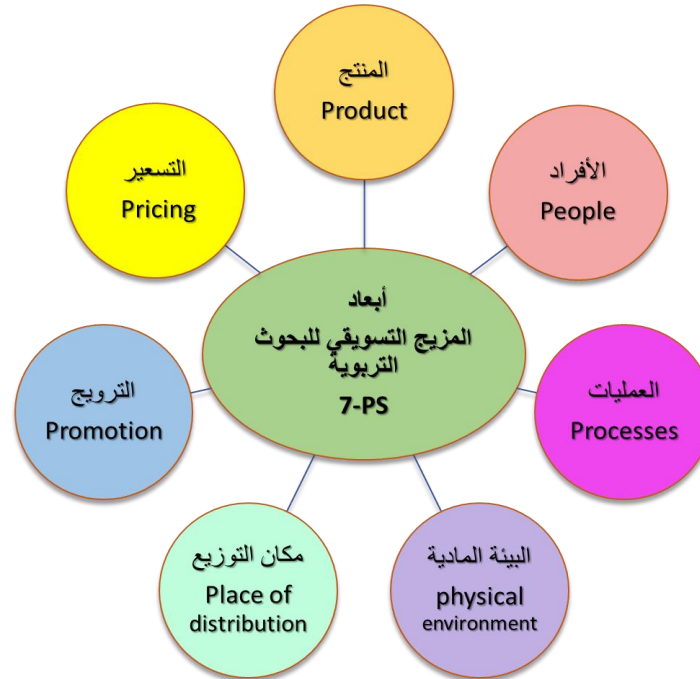 المنتج
Product
الأفراد
People
العمليات
Processes
البيئة المادية
physical
environment
مكان التوزيع
Place of
distribution
الترويج
Promotion
التسعير
Pricing
أبعاد
المزيج التسويقي للبحوث
التربوية
7-PS